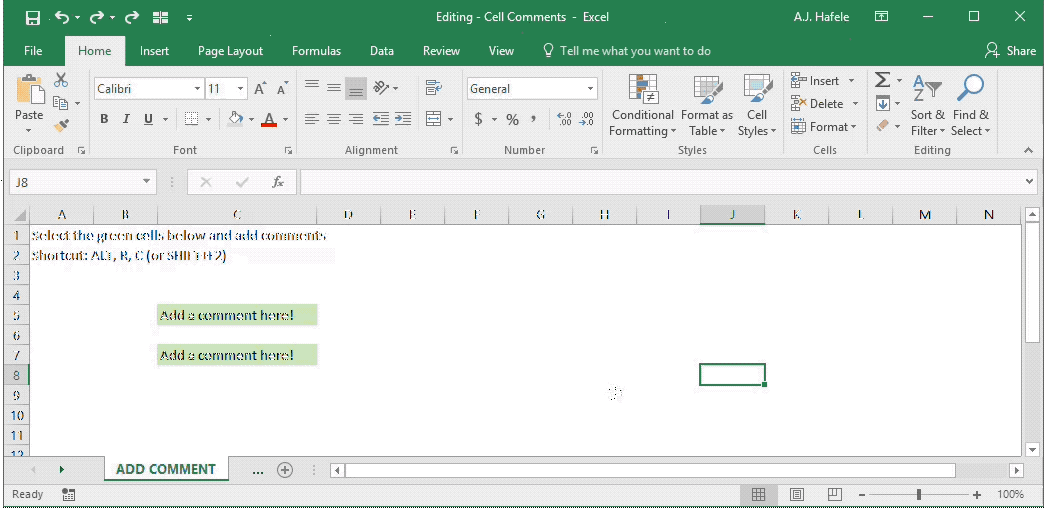 Editing - Cell Comments - Excel
A.J. Hafele
File Home Insert Page Layout Formulas Data Review View Tell me what you want to do Share
Calibri 11 General
Paste
B I U $ % ,
Conditional Formatting
Format as Table
Cell Styles
Insert
Delete
Format
Sort & Filter
Find & Select
Clipboard Font Alignment Number Styles Cells Editing
J8 fx
A B C D E F G H I J K L M N
1 Select the green cells below and add comments
2 Shortcut: ALT, R, C (or SHIFT+F2)
3
4
5 Add a comment here!
6
7 Add a comment here!
8
9
10
11
12
ADD COMMENT ...
Ready 100%